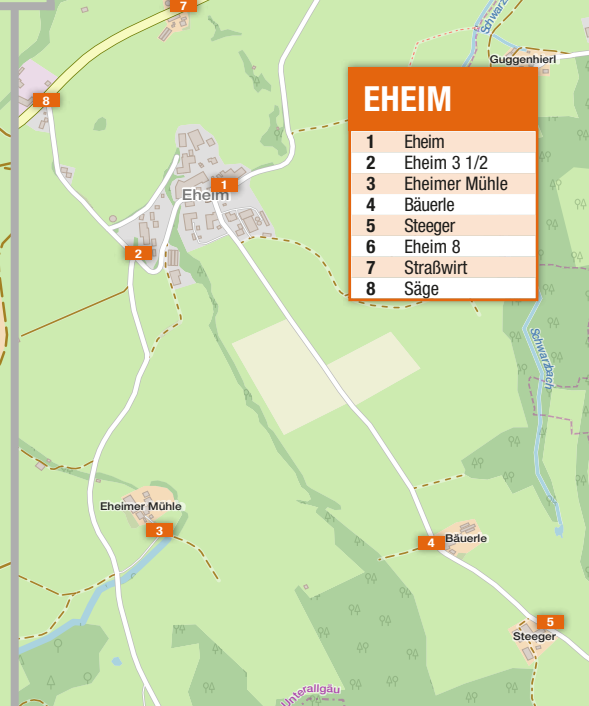 7
Schwarz
Guggenhierl
8
EHEIM
1 Eheim
2 Eheim 3 1/2
3 Eheimer Mühle
4 Bäuerle
5 Steeger
6 Eheim 8
7 Straßwirt
8 Säge
1
Eheim
2
Schwarzbach
Eheimer Mühle
3
4
Bäuerle
5
Steeger
Unterallgäu